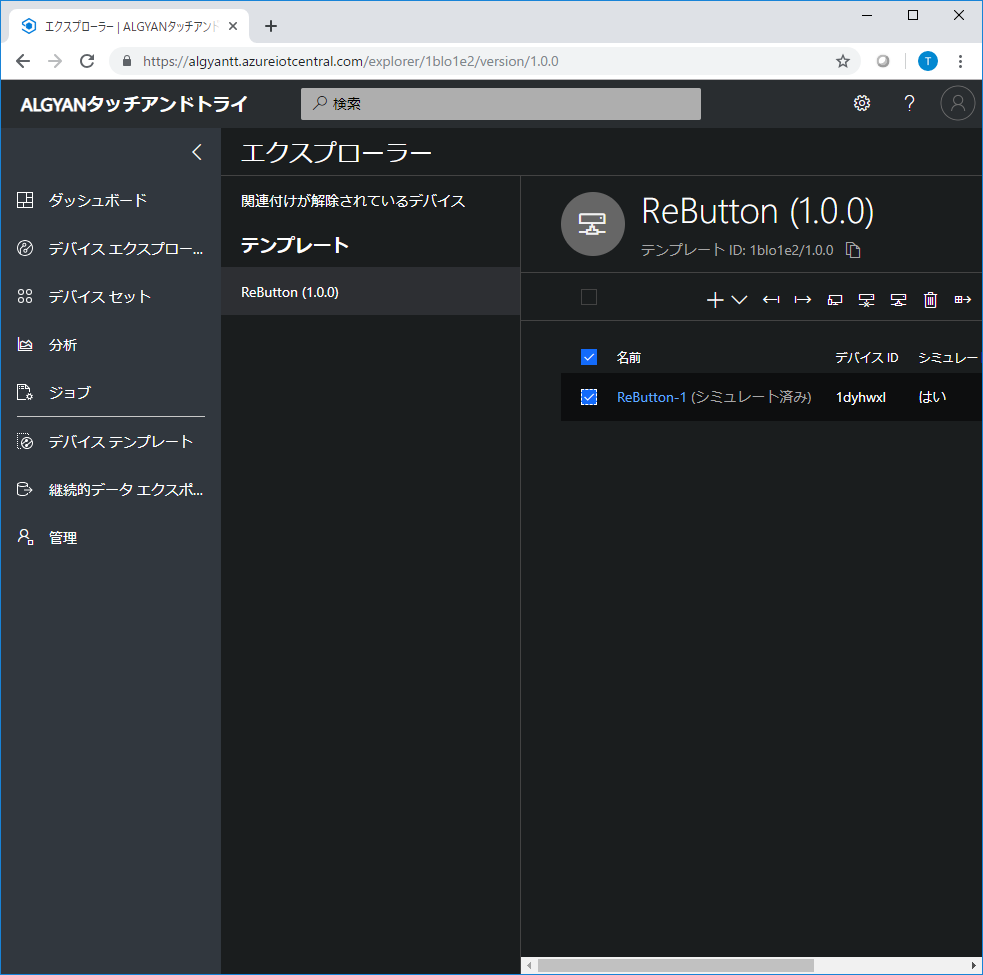 エクスプローラー | ALGYANタッチアンド
https://algyantt.azureiotcentral.com/explorer/1blo1e2/version/1.0.0
T
ALGYANタッチアンドトライ
検索
?
エクスプローラー
ダッシュボード
デバイス エクスプロー...
デバイス セット
分析
ジョブ
デバイス テンプレート
継続的データ エクスポ...
管理
関連付けが解除されているデバイス
テンプレート
ReButton (1.0.0)
ReButton (1.0.0)
テンプレート ID: 1blo1e2/1.0.0
名前 デバイス ID シミュレー
ReButton-1 (シミュレート済み) 1dyhwxl はい